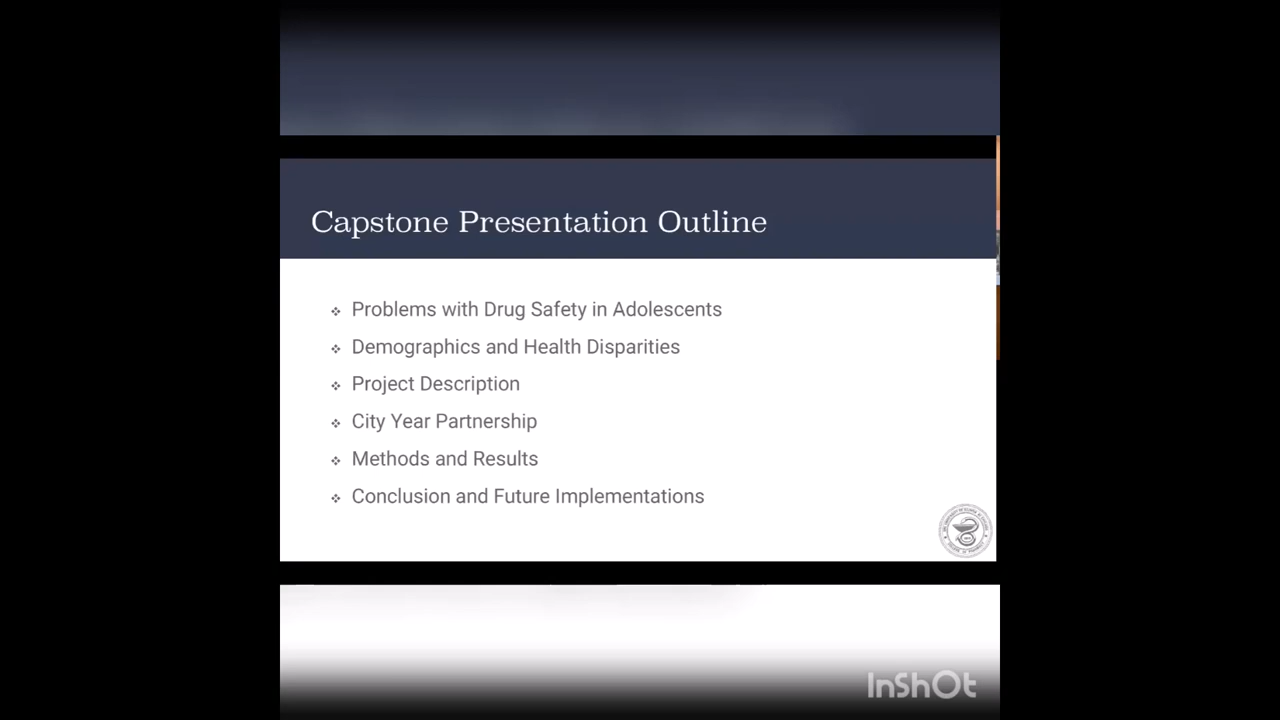 Capstone Presentation Outline
Problems with Drug Safety in Adolescents
Demographics and Health Disparities
Project Description
City Year Partnership
Methods and Results
Conclusion and Future Implementations
InShOt